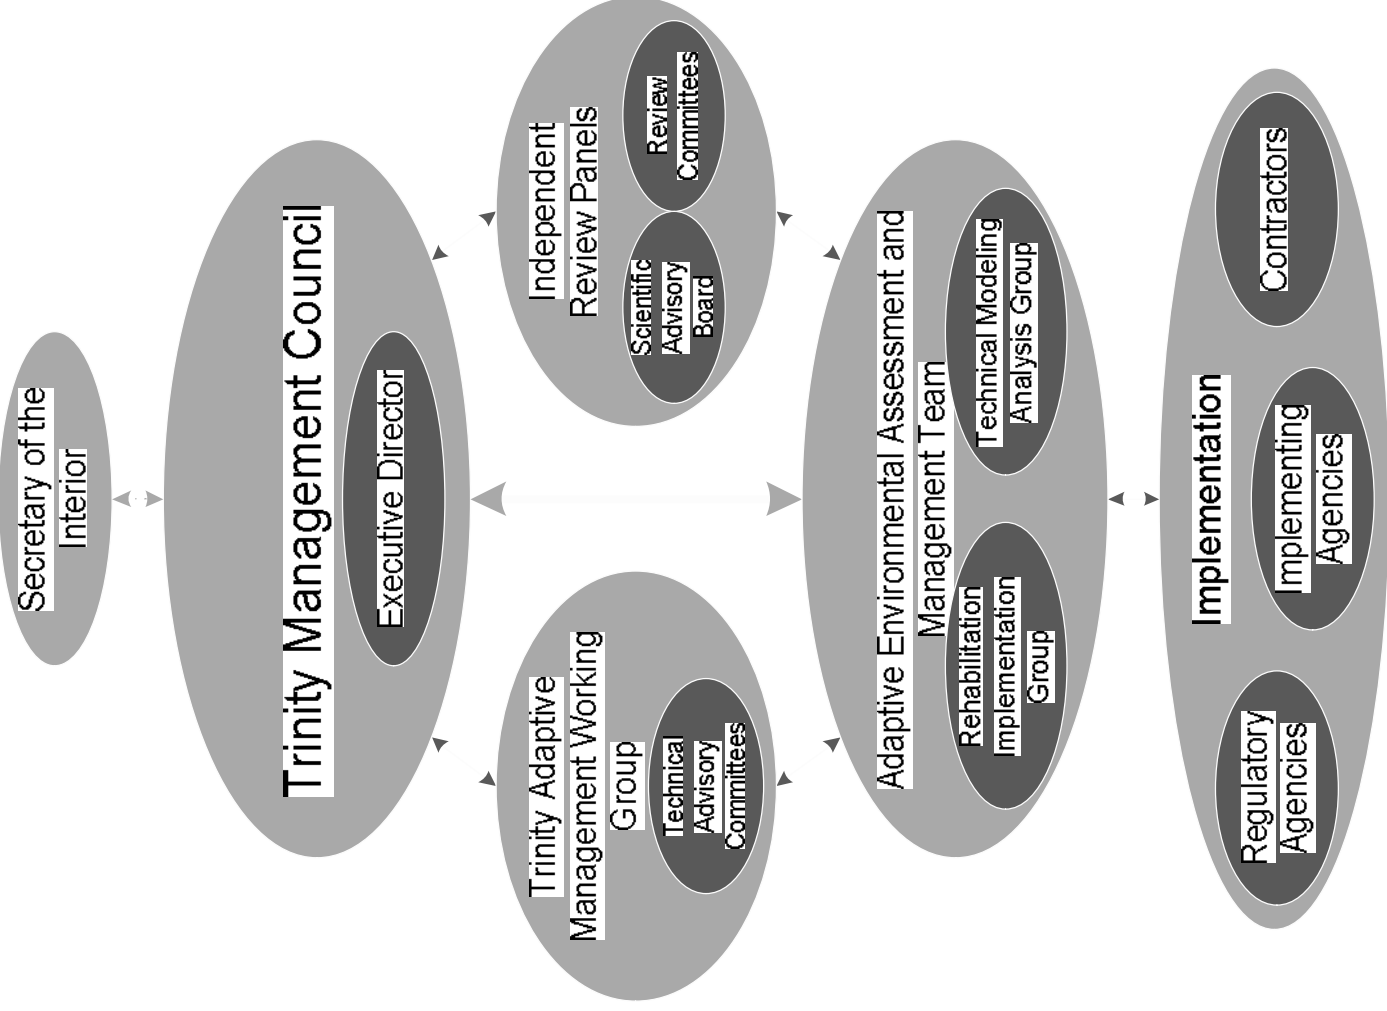 Secretary of the
Interior
Trinity Management Council
Executive Director
Trinity Adaptive
Management Working
Group
Technical
Advisory
Committees
Independent
Review Panels
Scientific
Advisory
Board
Review
Committees
Adaptive Environmental Assessment and
Management Team
Rehabilitation
Implementation
Group
Technical Modeling
Analysis Group
Implementation
Regulatory
Agencies
Implementing
Agencies
Contractors